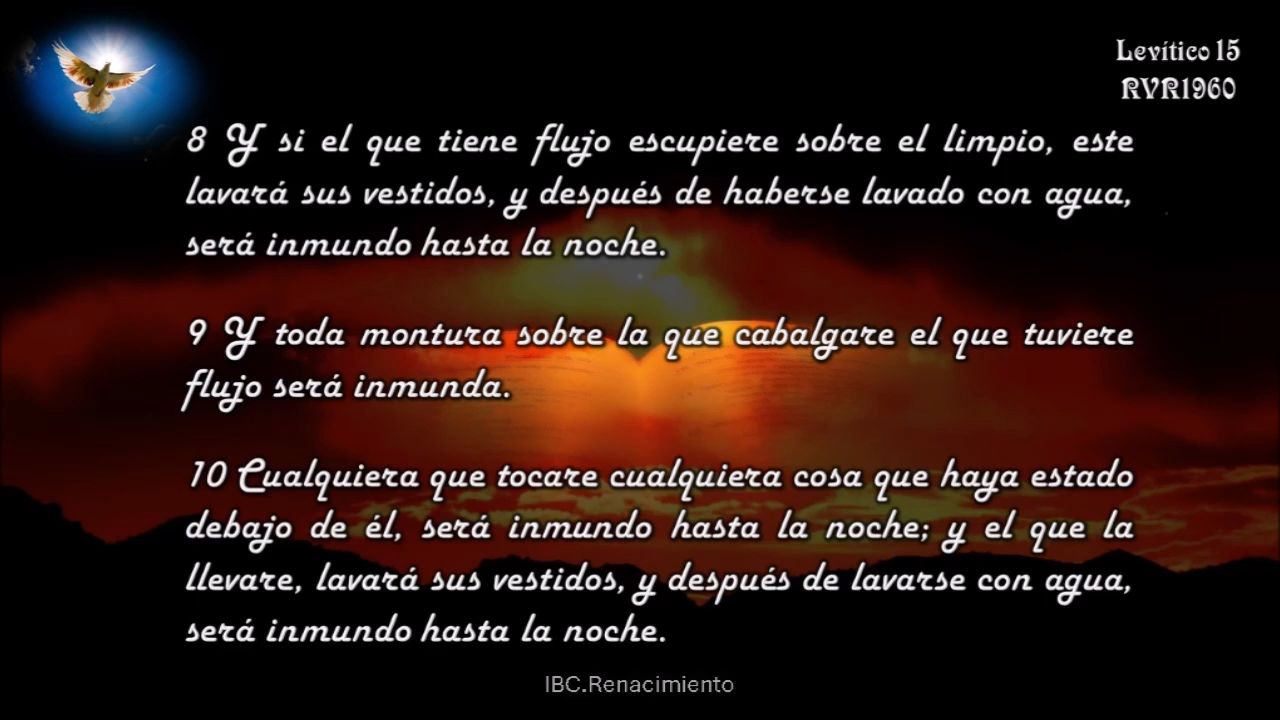 Levítico 15
RVR1960
8 Y si el que tiene flujo escupiere sobre el limpio, este
lavará sus vestidos, y después de haberse lavado con agua,
será inmundo hasta la noche.
9 Y toda montura sobre la que cabalgare el que tuviere
flujo será inmunda.
10 Cualquiera que tocare cualquiera cosa que haya estado
debajo de él, será inmundo hasta la noche; y el que la
llevare, lavará sus vestidos, y después de lavarse con agua,
será inmundo hasta la noche.
IBC.Renacimiento